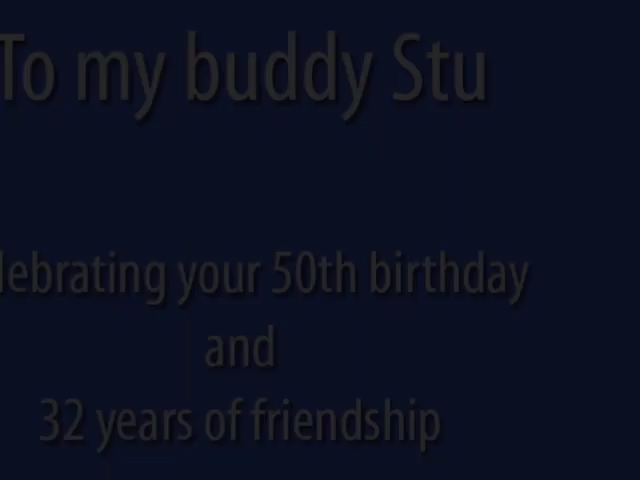 To my buddy Stu
lebrating your 50th birthday
and
32 years of friendship